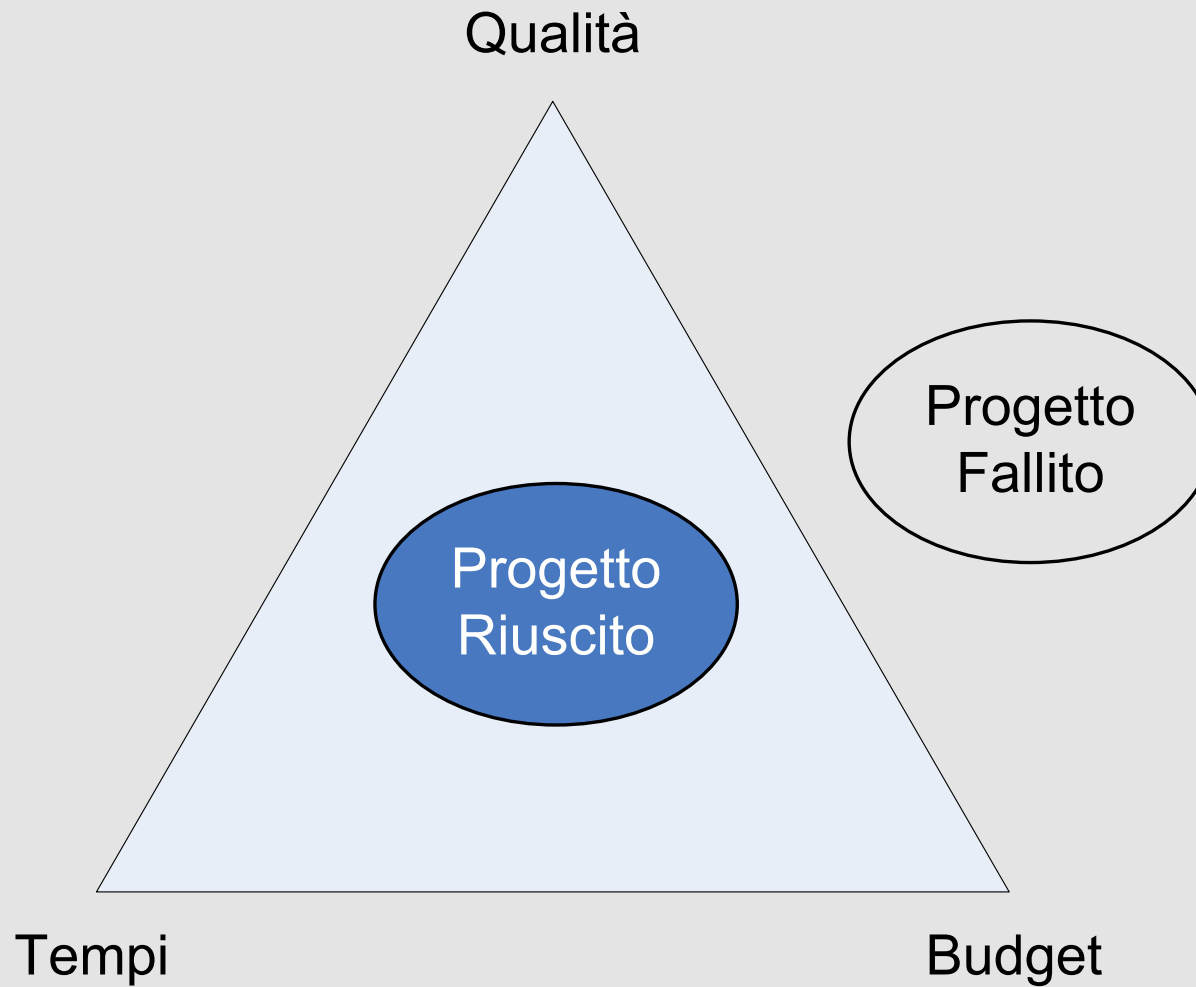 Qualità
Progetto
Fallito
Progetto
Riuscito
Tempi
Budget